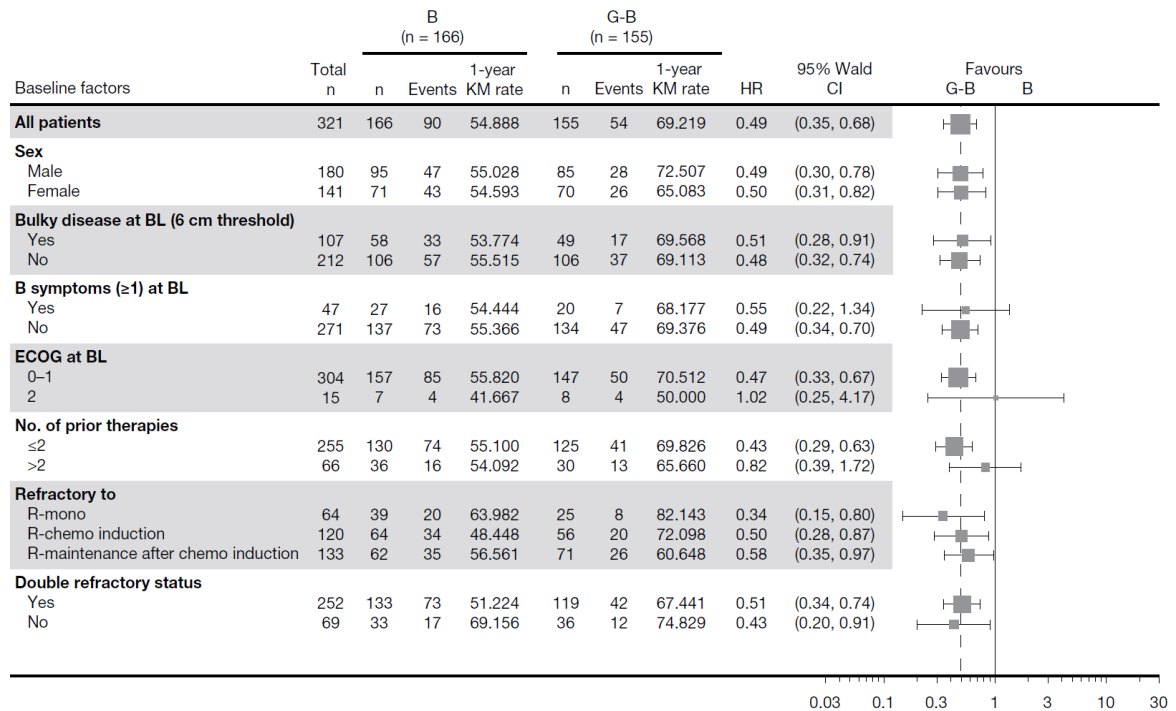 B G-B
(n = 166) (n = 155)
Total 1-year 1-year 95% Wald Favours
Baseline factors n n Events KM rate n Events KM rate HR CI G-B B
All patients 321 166 90 54.888 155 54 69.219 0.49 (0.35, 0.68)
Sex
Male 180 95 47 55.028 85 28 72.507 0.49 (0.30, 0.78)
Female 141 71 43 54.593 70 26 65.083 0.50 (0.31, 0.82)
Bulky disease at BL (6 cm threshold)
Yes 107 58 33 53.774 49 17 69.568 0.51 (0.28, 0.91)
No 212 106 57 55.515 106 37 69.113 0.48 (0.32, 0.74)
B symptoms (≥1) at BL
Yes 47 27 16 54.444 20 7 68.177 0.55 (0.22, 1.34)
No 271 137 73 55.366 134 47 69.376 0.49 (0.34, 0.70)
ECOG at BL
0–1 304 157 85 55.820 147 50 70.512 0.47 (0.33, 0.67)
2 15 7 4 41.667 8 4 50.000 1.02 (0.25, 4.17)
No. of prior therapies
≤2 255 130 74 55.100 125 41 69.826 0.43 (0.29, 0.63)
>2 66 36 16 54.092 30 13 65.660 0.82 (0.39, 1.72)
Refractory to
R-mono 64 39 20 63.982 25 8 82.143 0.34 (0.15, 0.80)
R-chemo induction 120 64 34 48.448 56 20 72.098 0.50 (0.28, 0.87)
R-maintenance after chemo induction 133 62 35 56.561 71 26 60.648 0.58 (0.35, 0.97)
Double refractory status
Yes 252 133 73 51.224 119 42 67.441 0.51 (0.34, 0.74)
No 69 33 17 69.156 36 12 74.829 0.43 (0.20, 0.91)
0.03 0.1 0.3 1 3 10 30